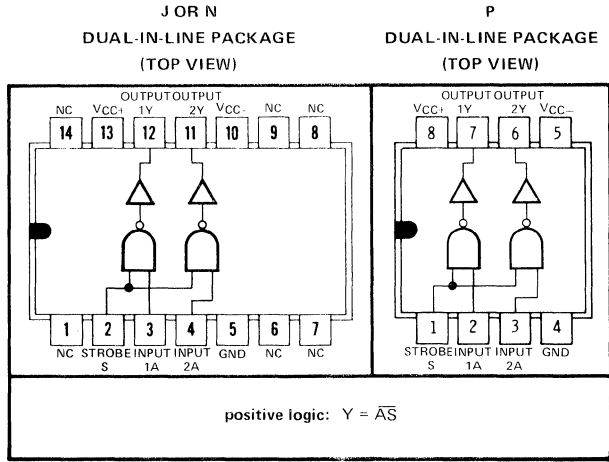 J OR N
DUAL-IN-LINE PACKAGE
(TOP VIEW)
OUTPUT OUTPUT
NC VCC+ 1Y 2Y VCC- NC NC
14 13 12 11 10 9 8
1 2 3 4 5 6 7
NC STROBE INPUT INPUT GND NC NC
S 1A 2A
P
DUAL-IN-LINE PACKAGE
(TOP VIEW)
OUTPUT OUTPUT
VCC+ 1Y 2Y VCC-
8 7 6 5
1 2 3 4
STROBE INPUT INPUT GND
S 1A 2A
positive logic: Y = A̅S̅